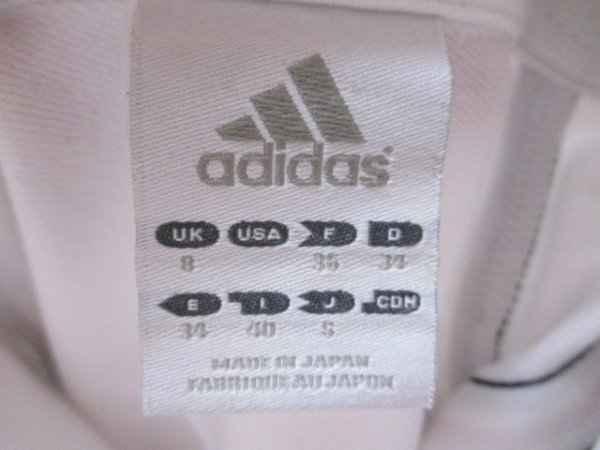 adidas
UK USA F D
8 36 34
E I J CDN
34 40 S
MADE IN JAPAN
FABRIQUE AU JAPON